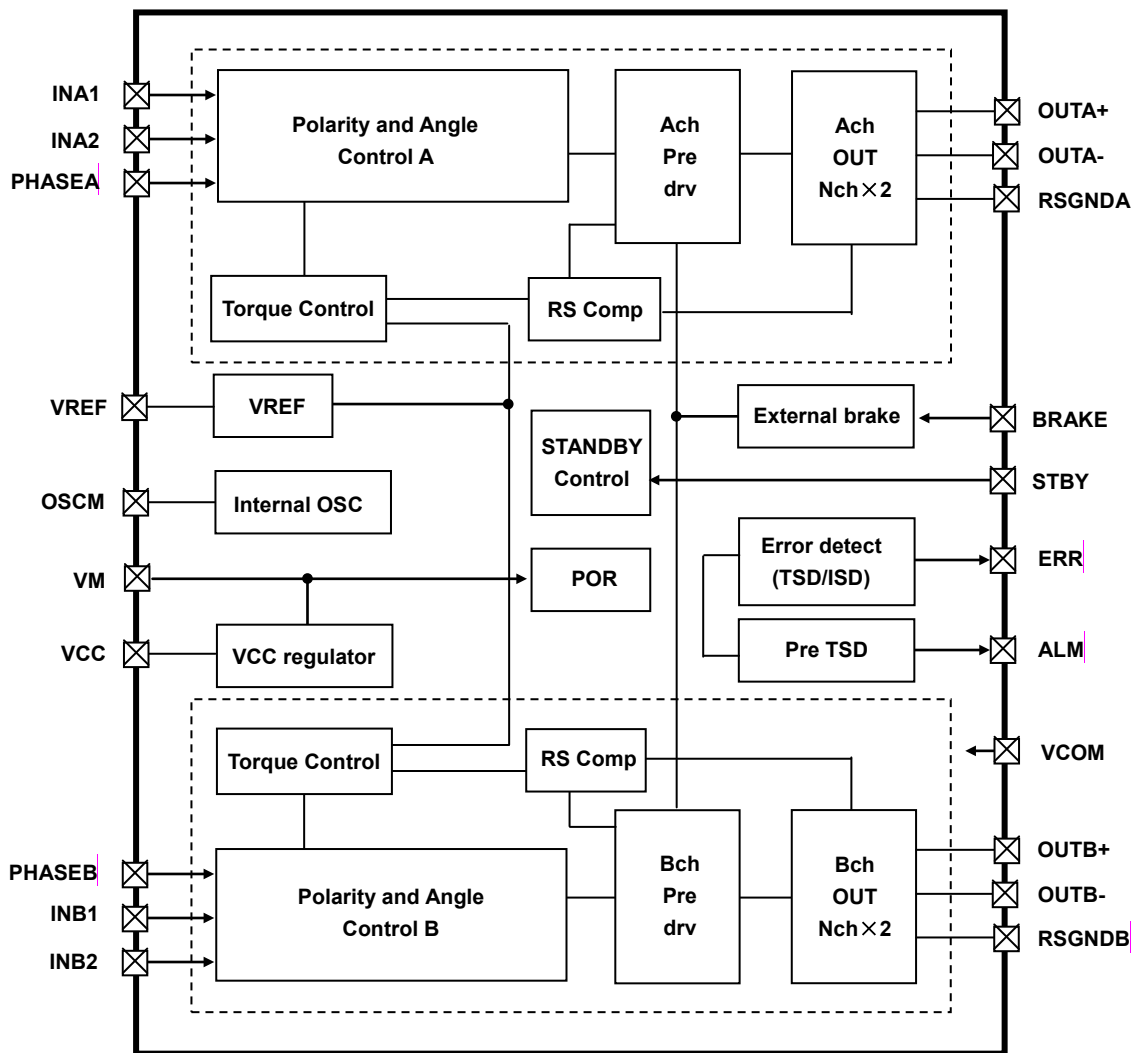 INA1
INA2
PHASEA
Polarity and Angle
Control A
Ach
Pre
drv
Ach
OUT
Nch×2
OUTA+
OUTA-
RSGNDA
Torque Control
RS Comp
VREF
VREF
External brake
BRAKE
STANDBY
Control
STBY
OSCM
Internal OSC
Error detect
(TSD/ISD)
ERR
VM
POR
VCC
VCC regulator
Pre TSD
ALM
Torque Control
RS Comp
VCOM
PHASEB
INB1
INB2
Polarity and Angle
Control B
Bch
Pre
drv
Bch
OUT
Nch×2
OUTB+
OUTB-
RSGNDB